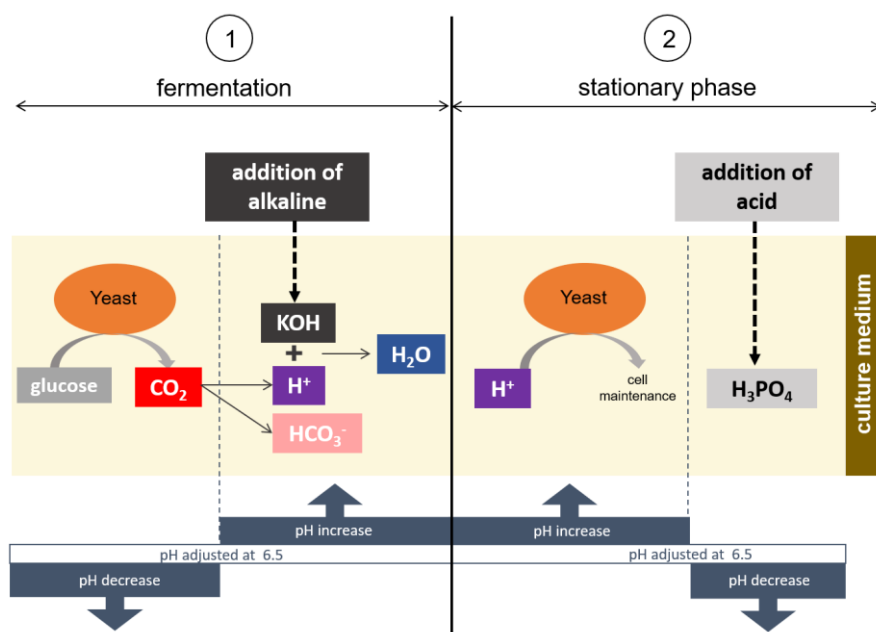 1
2
fermentation
stationary phase
addition of
alkaline
addition of
acid
Yeast
glucose
CO₂
KOH
+
H⁺
HCO₃⁻
H₂O
Yeast
H⁺
cell
maintenance
H₃PO₄
culture medium
pH increase
pH increase
pH adjusted at 6.5
pH adjusted at 6.5
pH decrease
pH decrease